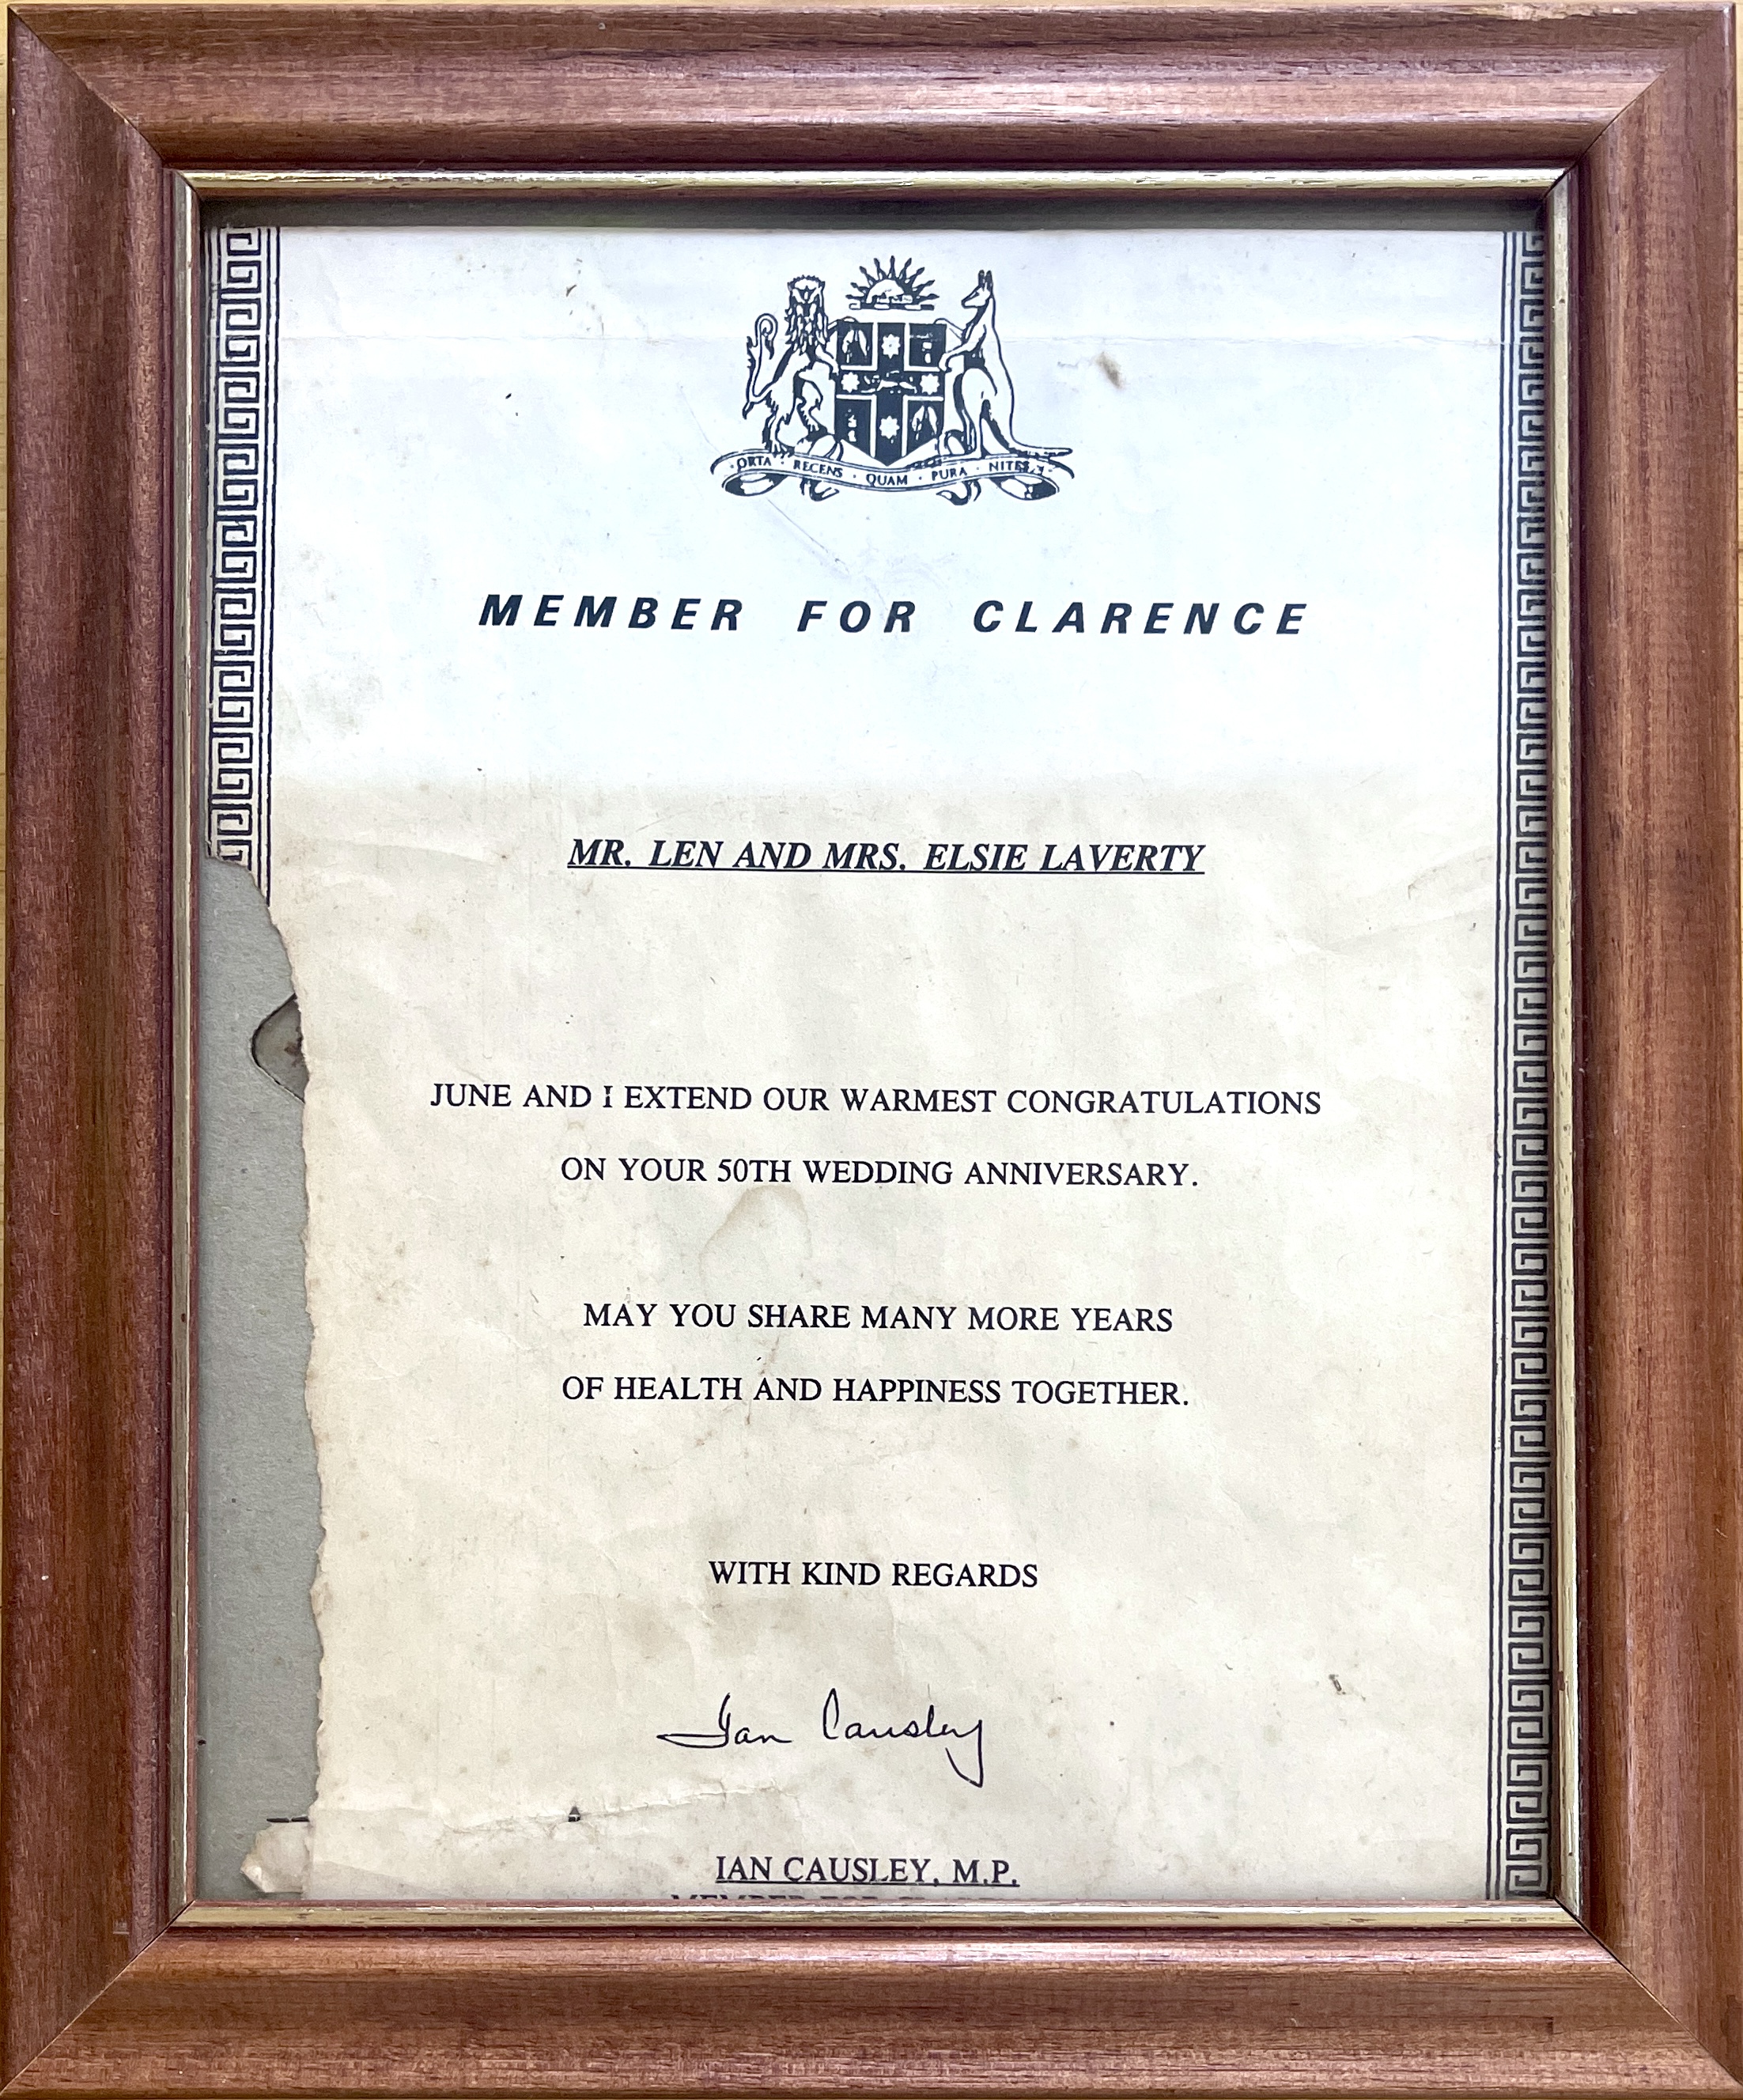 ·ORTA · RECENS · QUAM · PURA · NITES·
MEMBER FOR CLARENCE
MR. LEN AND MRS. ELSIE LAVERTY
JUNE AND I EXTEND OUR WARMEST CONGRATULATIONS
ON YOUR 50TH WEDDING ANNIVERSARY.
MAY YOU SHARE MANY MORE YEARS
OF HEALTH AND HAPPINESS TOGETHER.
WITH KIND REGARDS
Ian Causley
IAN CAUSLEY, M.P.
MEMBER FOR